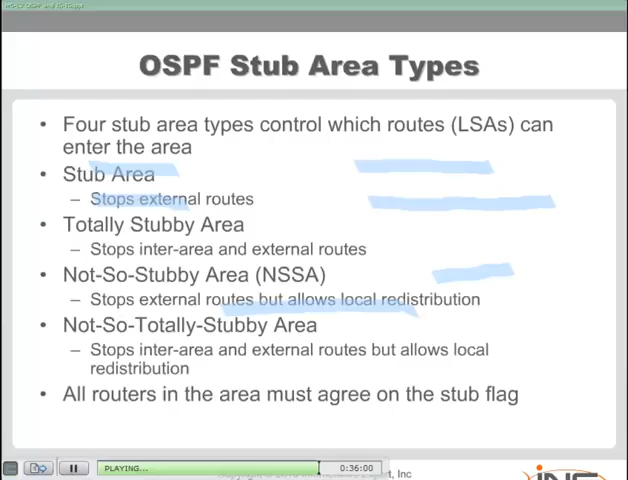 OSPF Stub Area Types
• Four stub area types control which routes (LSAs) can
enter the area
• Stub Area
– Stops external routes
• Totally Stubby Area
– Stops inter-area and external routes
• Not-So-Stubby Area (NSSA)
– Stops external routes but allows local redistribution
• Not-So-Totally-Stubby Area
– Stops inter-area and external routes but allows local
redistribution
• All routers in the area must agree on the stub flag
PLAYING...
0:36:00